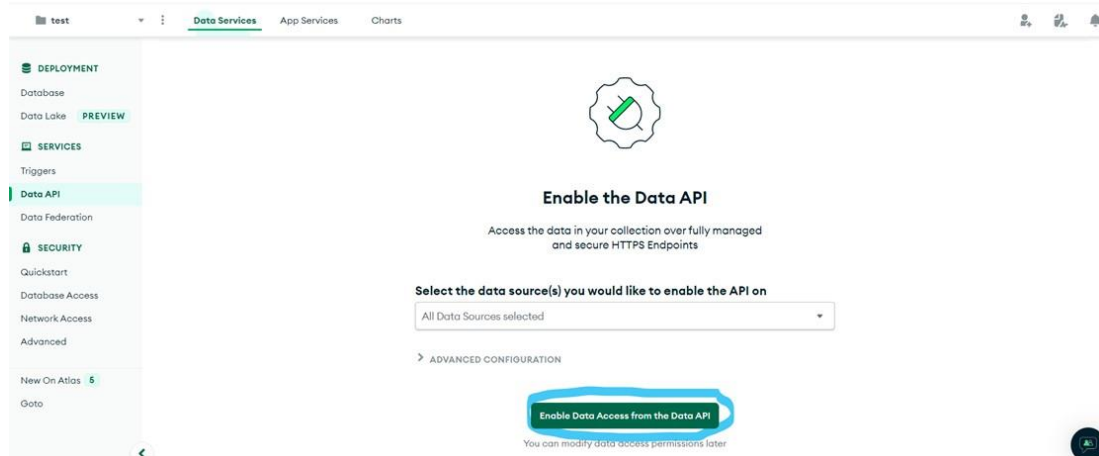 test
Data Services
App Services
Charts
DEPLOYMENT
Database
Data Lake PREVIEW
SERVICES
Triggers
Data API
Data Federation
SECURITY
Quickstart
Database Access
Network Access
Advanced
New On Atlas 5
Goto
Enable the Data API
Access the data in your collection over fully managed
and secure HTTPS Endpoints
Select the data source(s) you would like to enable the API on
All Data Sources selected
ADVANCED CONFIGURATION
Enable Data Access from the Data API
You can modify data access permissions later